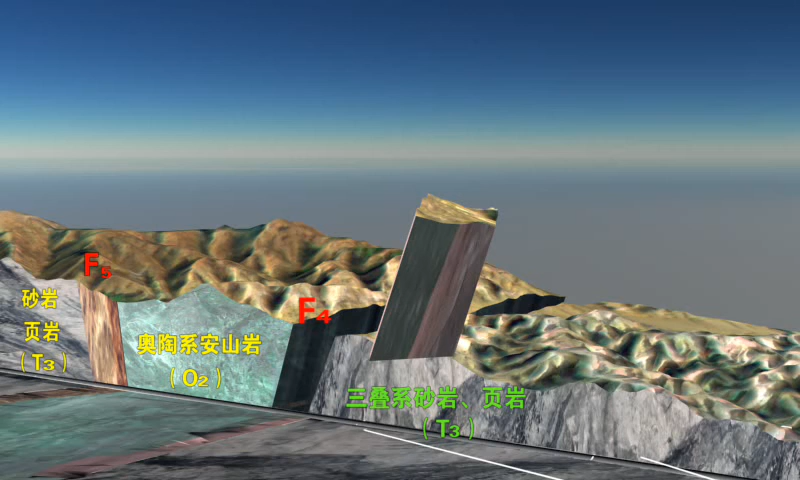 F₅
砂岩
页岩
（T₃）
F₄
奥陶系安山岩
（O₂）
三叠系砂岩、页岩
（T₃）